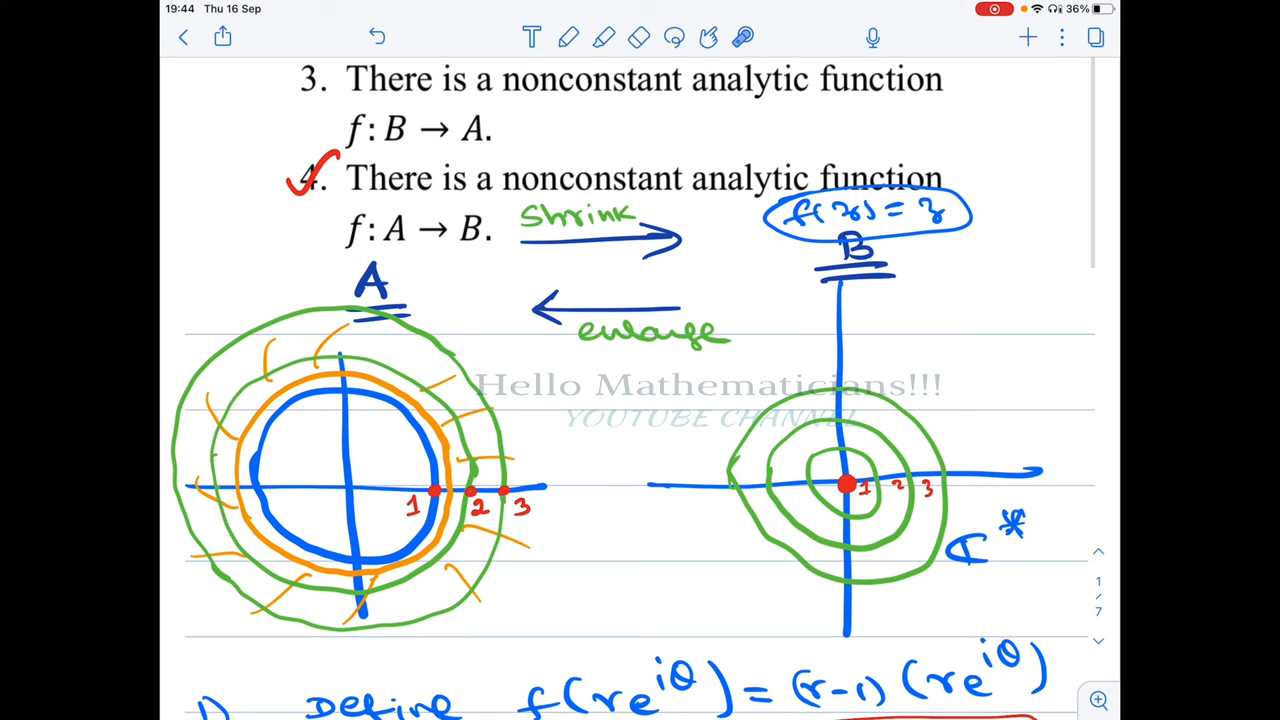 19:44 Thu 16 Sep
36%
3. There is a nonconstant analytic function
f: B → A.
4. There is a nonconstant analytic function
f: A → B.
shrink
f(z) = z
A
B
enlarge
Hello Mathematicians!!!
YOUTUBE CHANNEL
1 2 3
1 2 3
ℂ*
1
/
7
1) Define f(re^{iθ}) = (r-1) (re^{iθ})